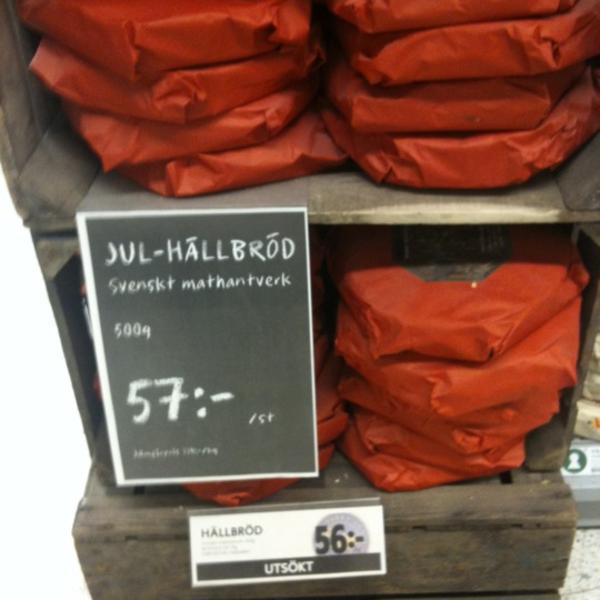 JUL-HÄLLBRÖD
Svenskt mathantverk
500g
57:-
/st
HÄLLBRÖD
56:-
UTSÖKT